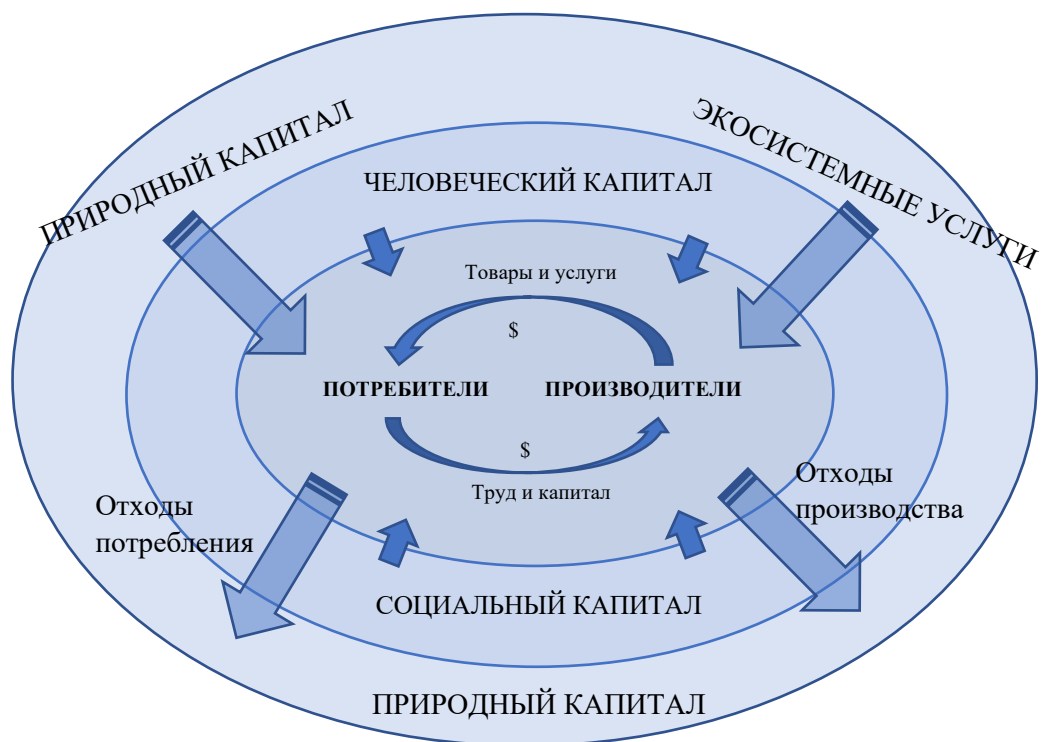 ПРИРОДНЫЙ КАПИТАЛ
ЭКОСИСТЕМНЫЕ УСЛУГИ
ЧЕЛОВЕЧЕСКИЙ КАПИТАЛ
Товары и услуги
$
ПОТРЕБИТЕЛИ
ПРОИЗВОДИТЕЛИ
$
Труд и капитал
Отходы
потребления
Отходы
производства
СОЦИАЛЬНЫЙ КАПИТАЛ
ПРИРОДНЫЙ КАПИТАЛ